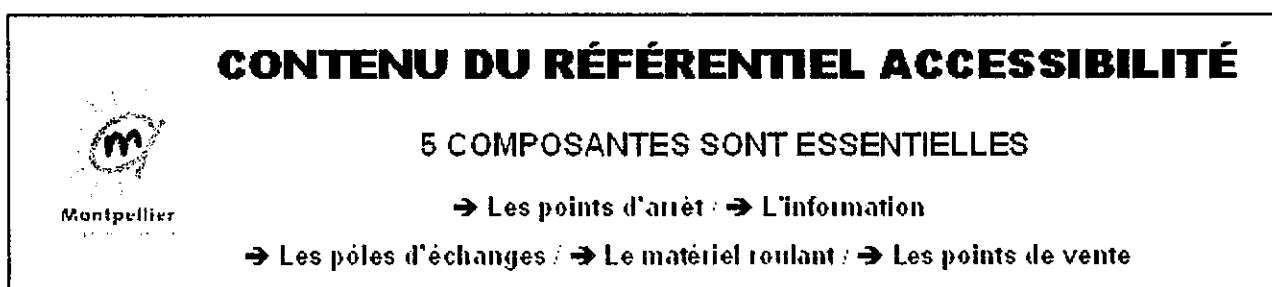 CONTENU DU RÉFÉRENTIEL ACCESSIBILITÉ
5 COMPOSANTES SONT ESSENTIELLES
m
Montpellier
➔ Les points d'arrêt / ➔ L'information
➔ Les pôles d'échanges / ➔ Le matériel roulant / ➔ Les points de vente